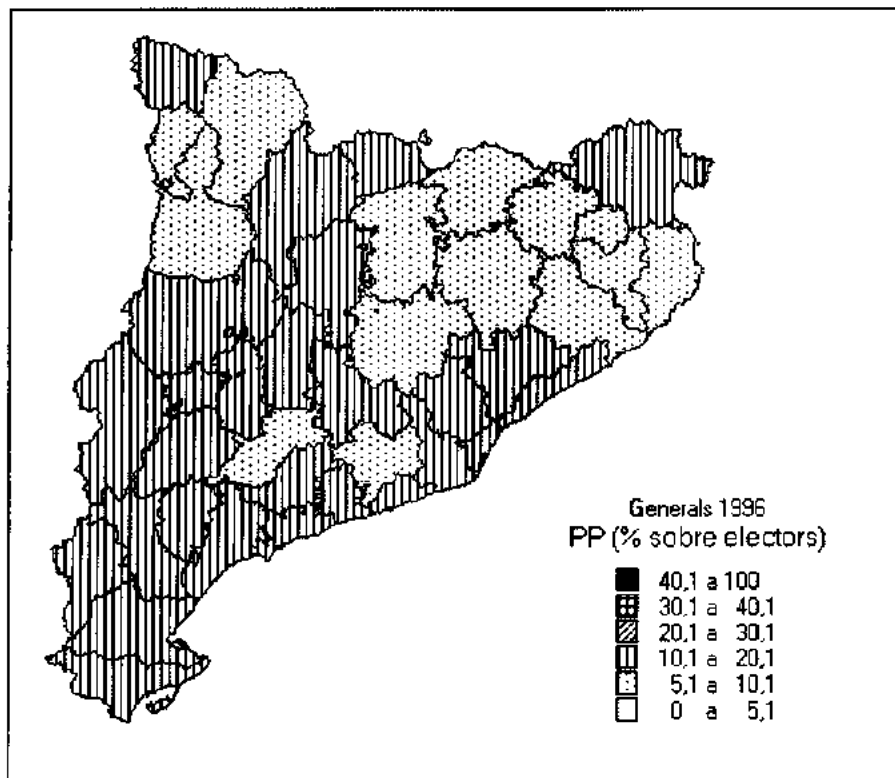 Generals 1996
PP (% sobre electors)
40,1 a 100
30,1 a 40,1
20,1 a 30,1
10,1 a 20,1
5,1 a 10,1
0 a 5,1